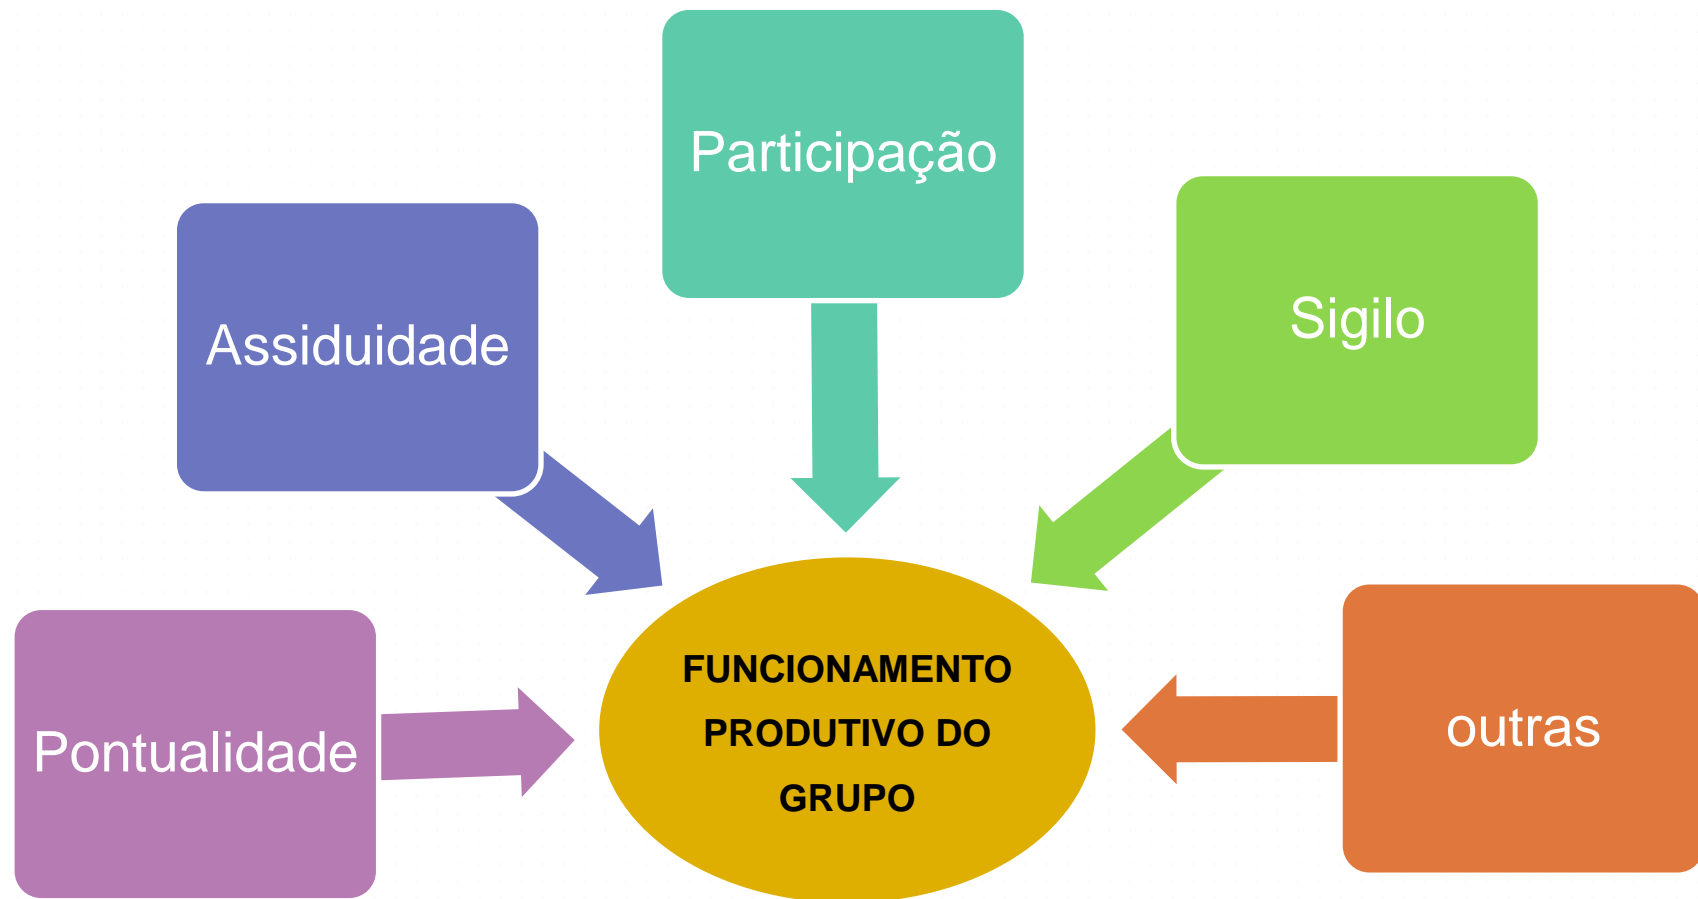 Participação
Assiduidade
Sigilo
Pontualidade
FUNCIONAMENTO
PRODUTIVO DO
GRUPO
outras